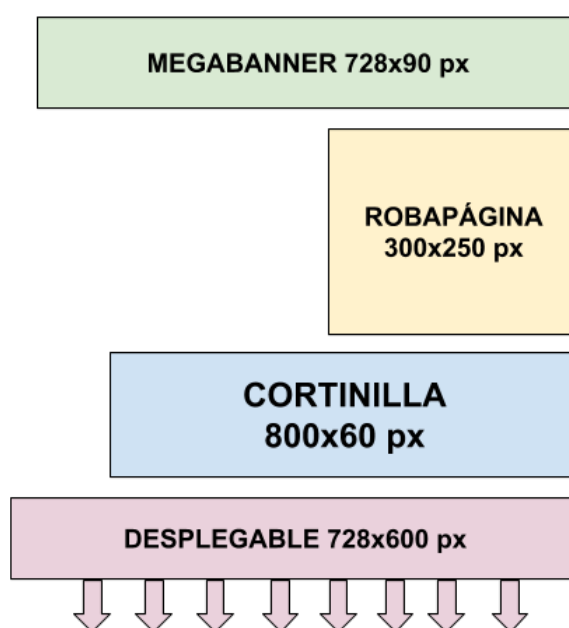 MEGABANNER 728x90 px
ROBAPÁGINA
300x250 px
CORTINILLA
800x60 px
DESPLEGABLE 728x600 px